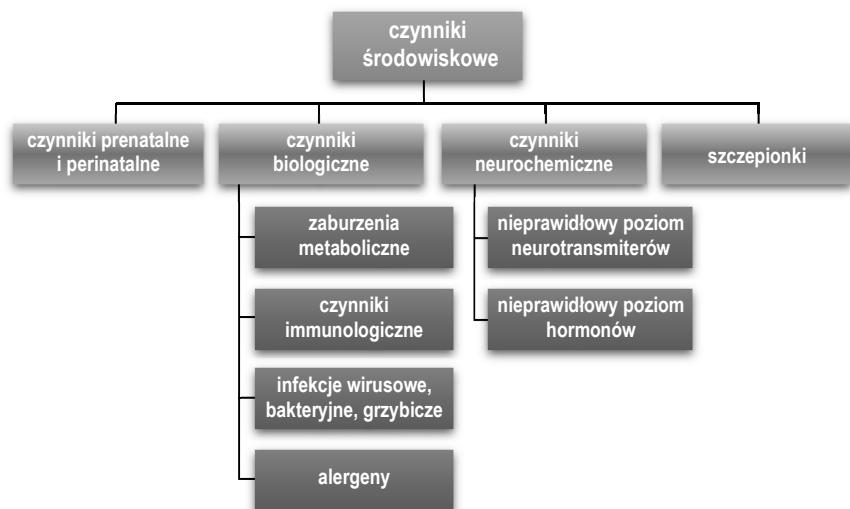 czynniki
środowiskowe
czynniki prenatalne
i perinatalne
czynniki
biologiczne
czynniki
neurochemiczne
szczepionki
zaburzenia
metaboliczne
nieprawidłowy poziom
neurotransmiterów
czynniki
immunologiczne
nieprawidłowy poziom
hormonów
infekcje wirusowe,
bakteryjne, grzybicze
alergeny